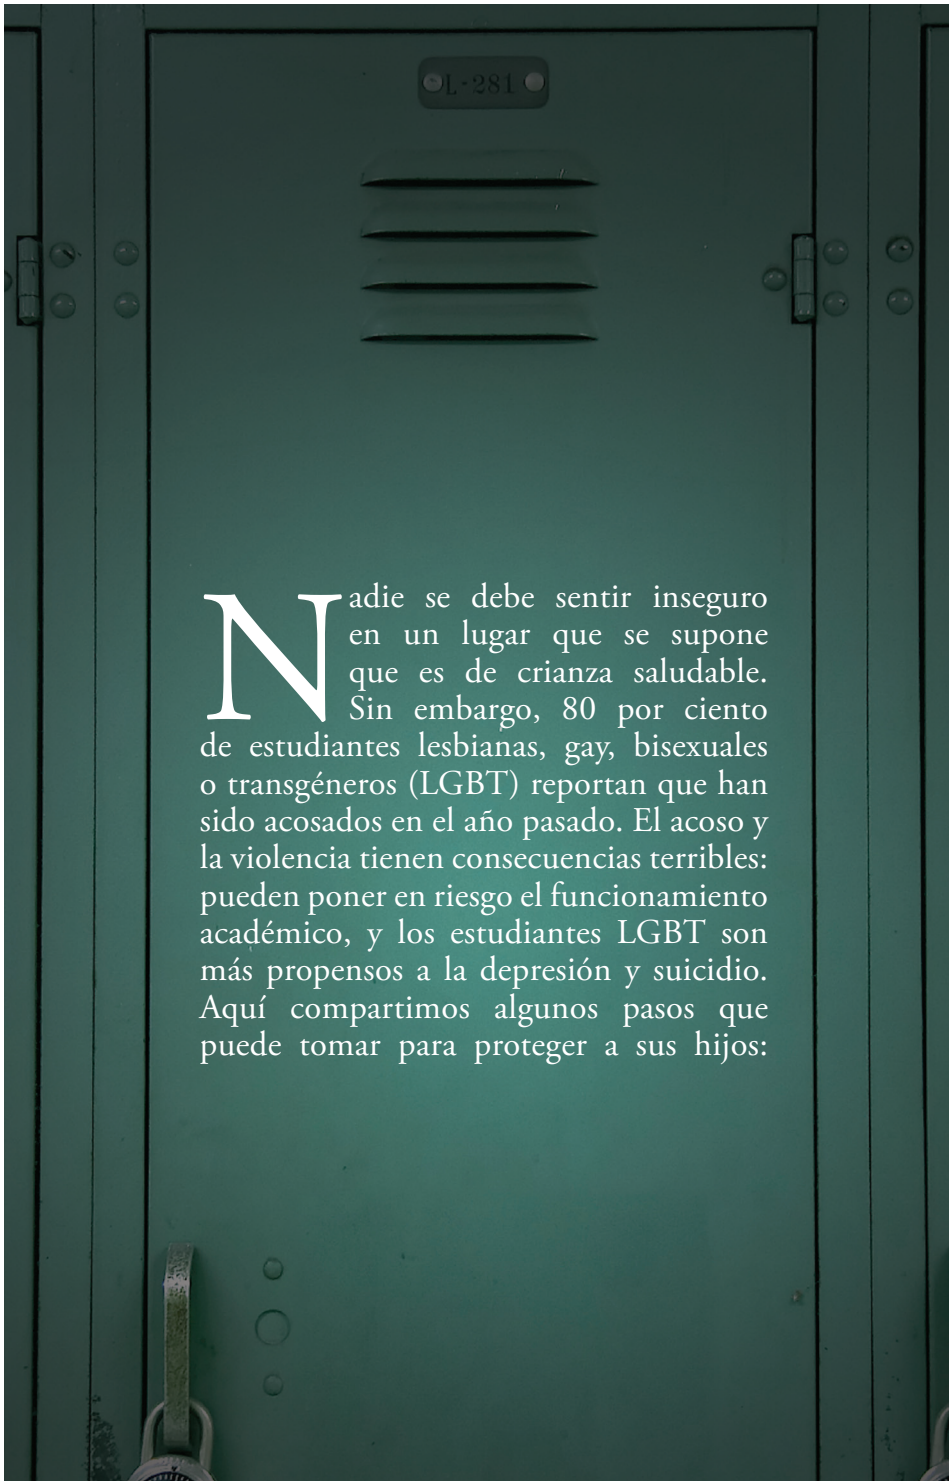 L-281
Nadie se debe sentir inseguro
en un lugar que se supone
que es de crianza saludable.
Sin embargo, 80 por ciento
de estudiantes lesbianas, gay, bisexuales
o transgéneros (LGBT) reportan que han
sido acosados en el año pasado. El acoso y
la violencia tienen consecuencias terribles:
pueden poner en riesgo el funcionamiento
académico, y los estudiantes LGBT son
más propensos a la depresión y suicidio.
Aquí compartimos algunos pasos que
puede tomar para proteger a sus hijos: